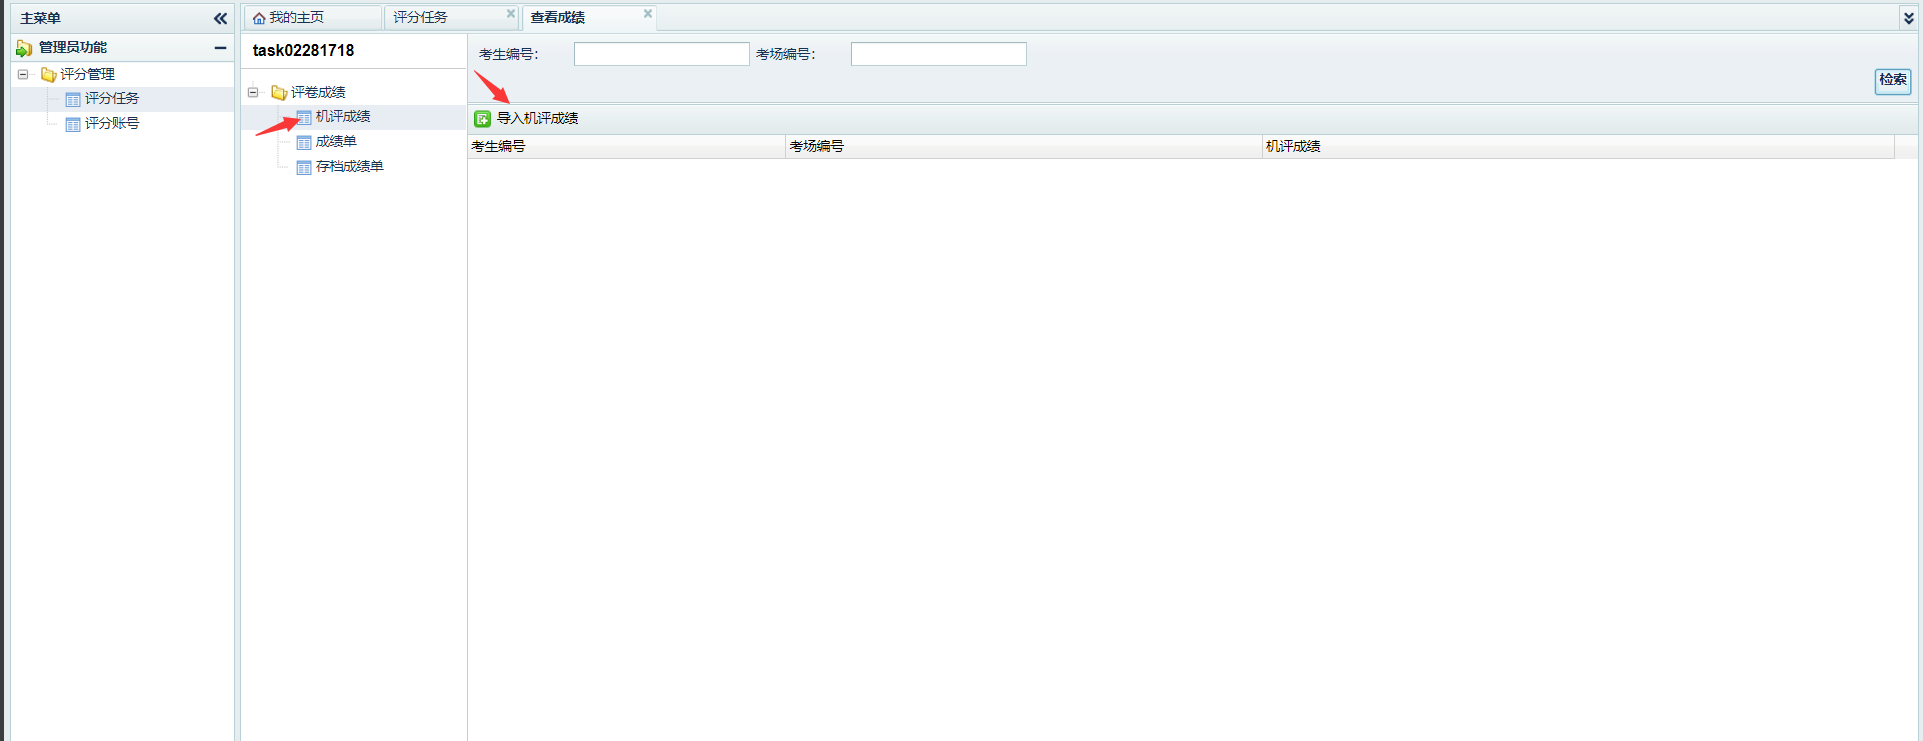 主菜单
管理员功能
评分管理
评分任务
评分账号
我的主页
评分任务
查看成绩
task02281718
评卷成绩
机评成绩
成绩单
存档成绩单
考生编号：
考场编号：
检索
导入机评成绩
考生编号
考场编号
机评成绩